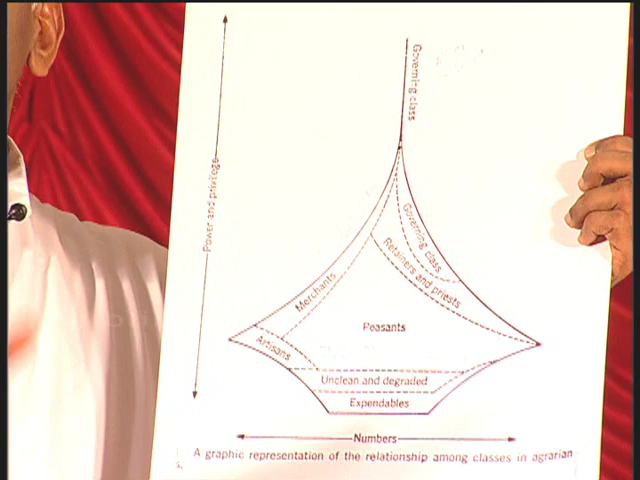 Governing class
Power and privilege
Governing class
Retainers and priests
Merchants
Peasants
Artisans
Unclean and degraded
Expendables
Numbers
A graphic representation of the relationship among classes in agrarian
s.